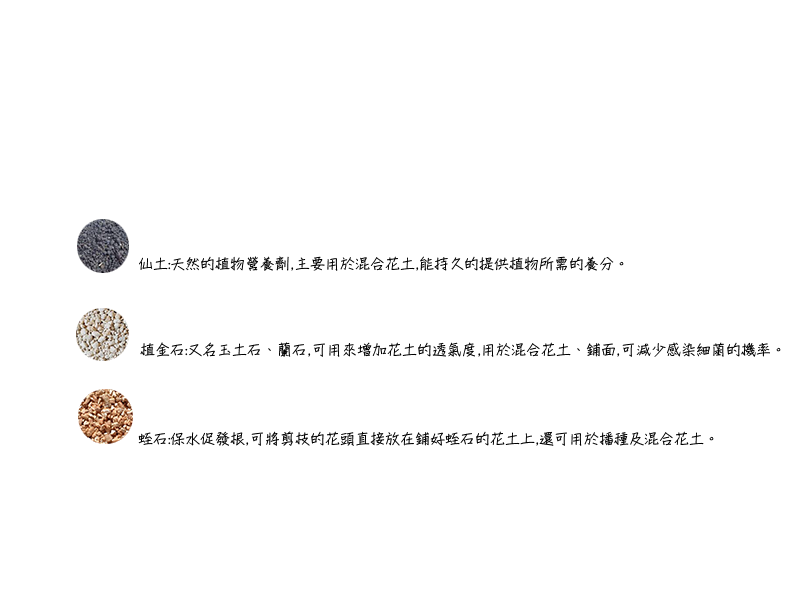 仙土:天然的植物營養劑,主要用於混合花土,能持久的提供植物所需的養分。
植金石:又名玉土石、蘭石,可用來增加花土的透氣度,用於混合花土、鋪面,可減少感染細菌的機率。
蛭石:保水促發根,可將剪技的花頭直接放在鋪好蛭石的花土上,還可用於播種及混合花土。